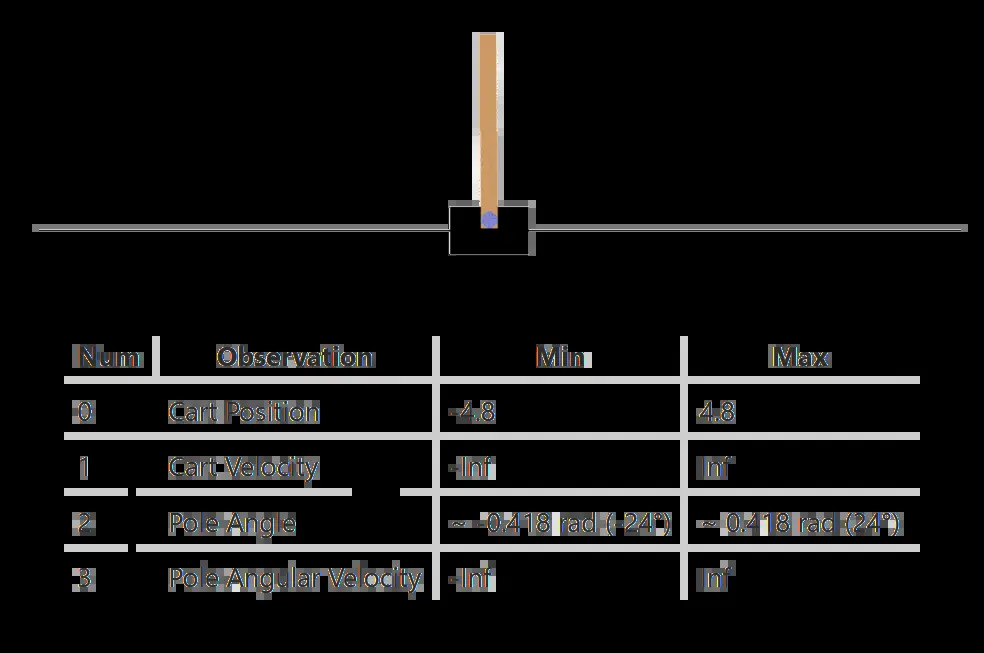 Num Observation Min Max
0 Cart Position -4.8 4.8
1 Cart Velocity -Inf Inf
2 Pole Angle ~ -0.418 rad (-24°) ~ 0.418 rad (24°)
3 Pole Angular Velocity -Inf Inf